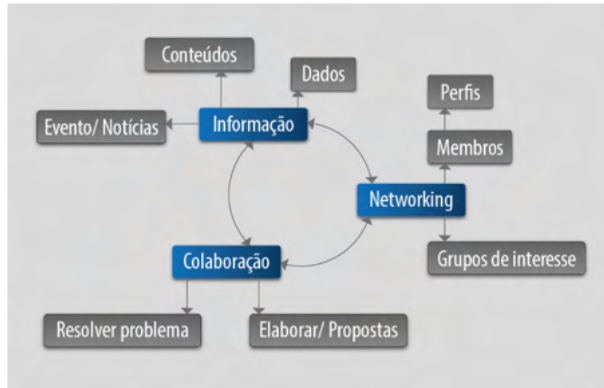 Conteúdos
Dados
Perfis
Evento/ Notícias
Informação
Membros
Networking
Colaboração
Grupos de interesse
Resolver problema
Elaborar/ Propostas